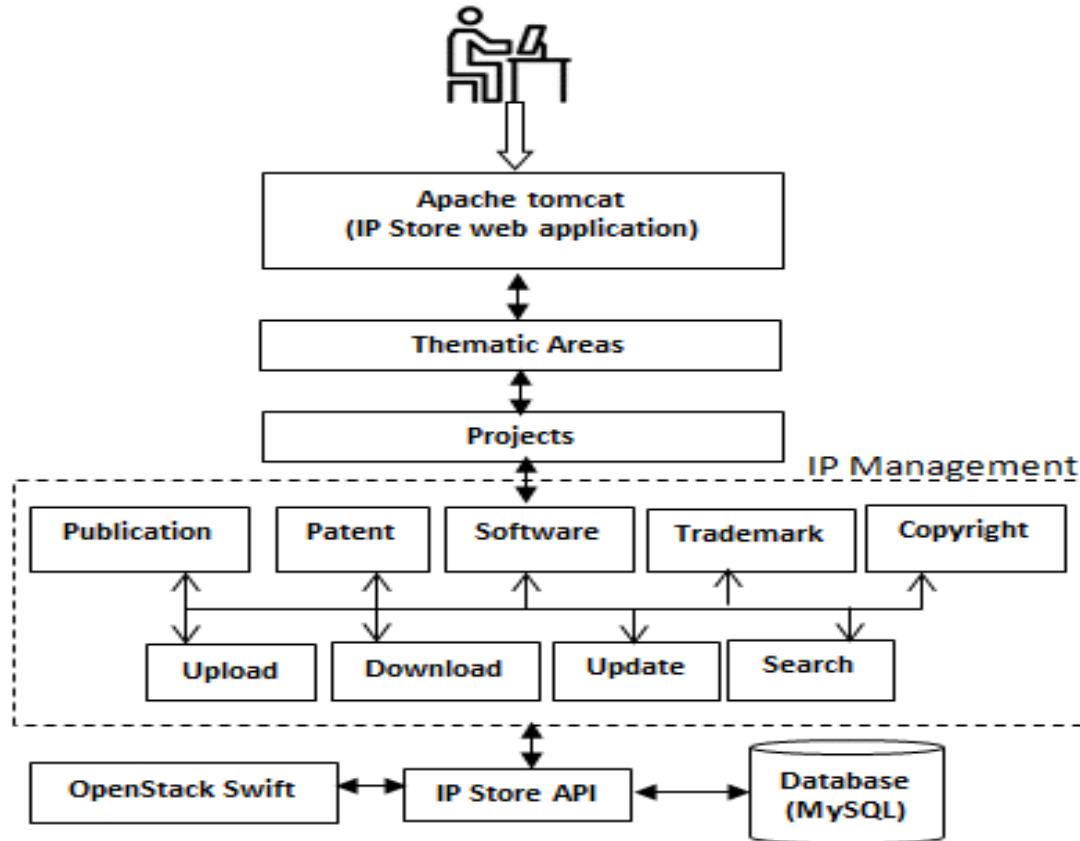 Apache tomcat
(IP Store web application)
Thematic Areas
Projects
IP Management
Publication
Patent
Software
Trademark
Copyright
Upload
Download
Update
Search
OpenStack Swift
IP Store API
Database
(MySQL)